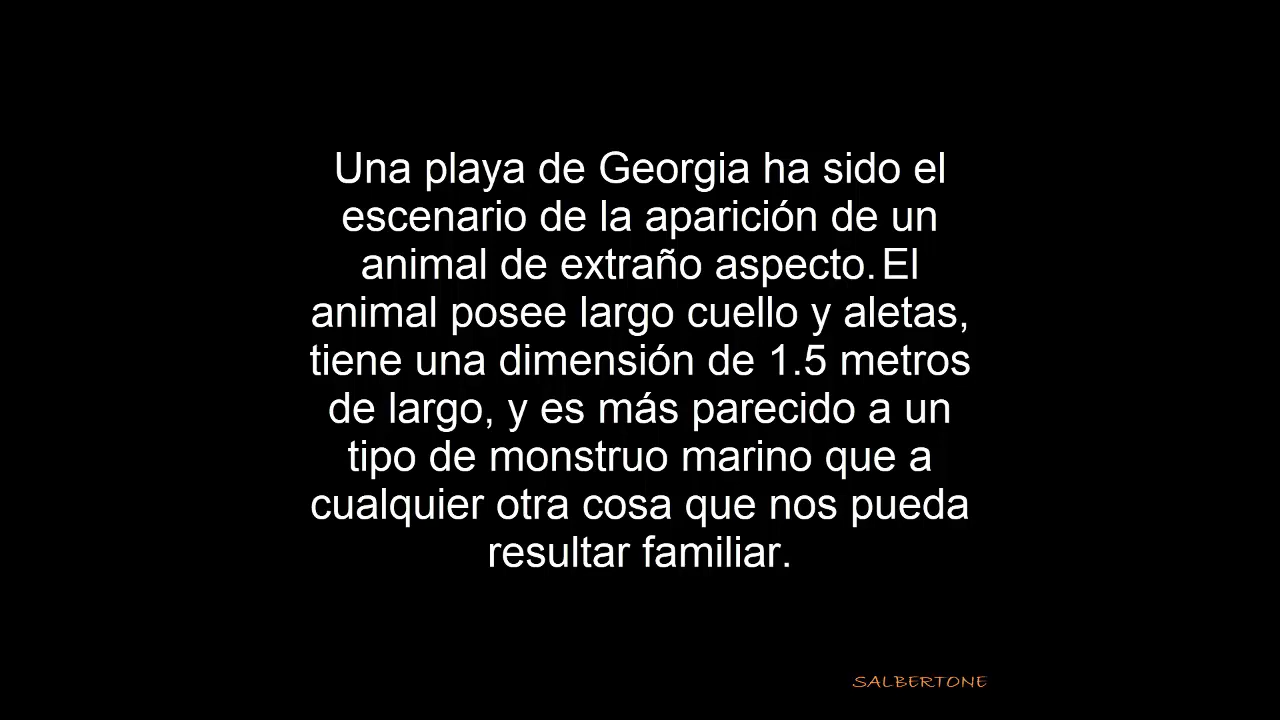 Una playa de Georgia ha sido el
escenario de la aparición de un
animal de extraño aspecto. El
animal posee largo cuello y aletas,
tiene una dimensión de 1.5 metros
de largo, y es más parecido a un
tipo de monstruo marino que a
cualquier otra cosa que nos pueda
resultar familiar.
SALBERTONE